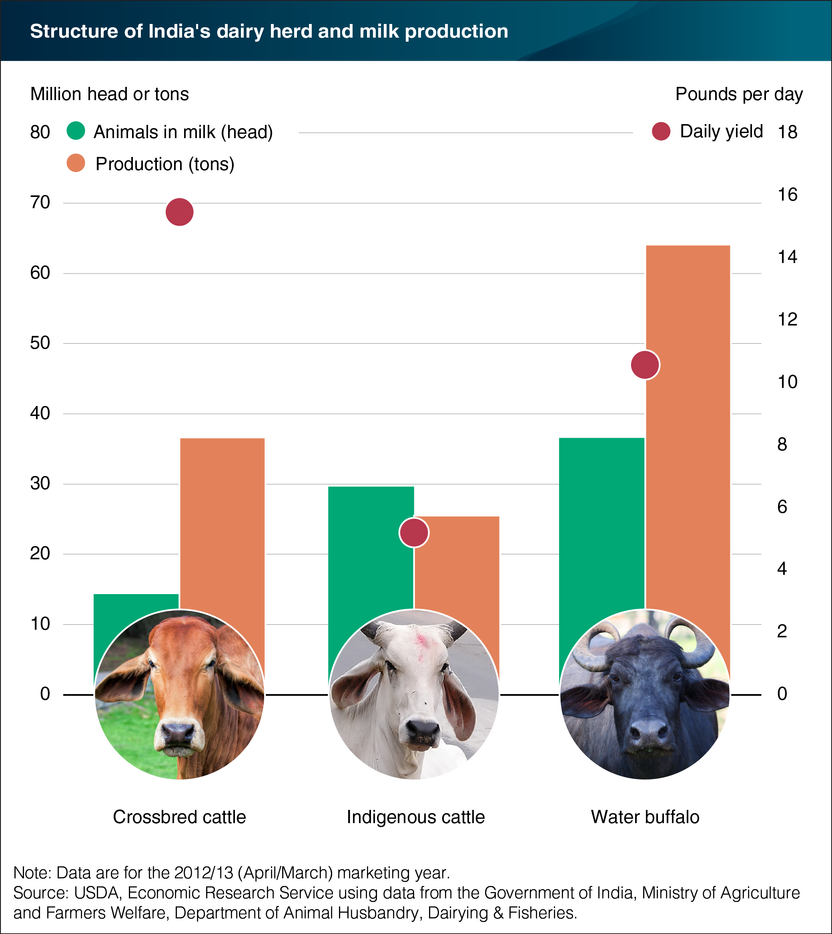 Structure of India's dairy herd and milk production
Million head or tons
Pounds per day
80 Animals in milk (head) Daily yield 18
Production (tons)
70 16
60 14
50 12
40 10
30 8
20 6
10 4
0 2
0
Crossbred cattle Indigenous cattle Water buffalo
Note: Data are for the 2012/13 (April/March) marketing year.
Source: USDA, Economic Research Service using data from the Government of India, Ministry of Agriculture
and Farmers Welfare, Department of Animal Husbandry, Dairying & Fisheries.